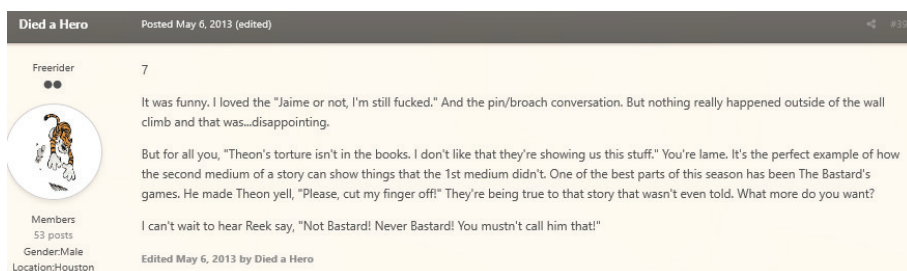 Died a Hero
Posted May 6, 2013 (edited)
#39
Freerider
Members
53 posts
Gender:Male
Location:Houston
7
It was funny. I loved the "Jaime or not, I'm still fucked." And the pin/broach conversation. But nothing really happened outside of the wall
climb and that was...disappointing.
But for all you, "Theon's torture isn't in the books. I don't like that they're showing us this stuff." You're lame. It's the perfect example of how
the second medium of a story can show things that the 1st medium didn't. One of the best parts of this season has been The Bastard's
games. He made Theon yell, "Please, cut my finger off!" They're being true to that story that wasn't even told. What more do you want?
I can't wait to hear Reek say, "Not Bastard! Never Bastard! You mustn't call him that!"
Edited May 6, 2013 by Died a Hero